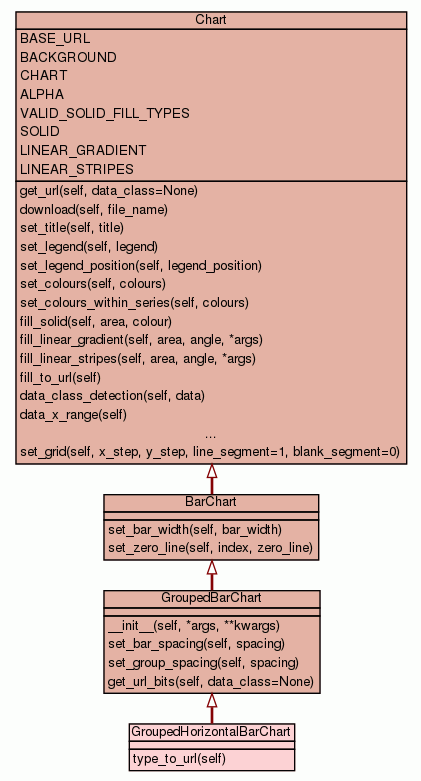 Chart
BASE_URL
BACKGROUND
CHART
ALPHA
VALID_SOLID_FILL_TYPES
SOLID
LINEAR_GRADIENT
LINEAR_STRIPES
get_url(self, data_class=None)
download(self, file_name)
set_title(self, title)
set_legend(self, legend)
set_legend_position(self, legend_position)
set_colours(self, colours)
set_colours_within_series(self, colours)
fill_solid(self, area, colour)
fill_linear_gradient(self, area, angle, *args)
fill_linear_stripes(self, area, angle, *args)
fill_to_url(self)
data_class_detection(self, data)
data_x_range(self)
...
set_grid(self, x_step, y_step, line_segment=1, blank_segment=0)
BarChart
set_bar_width(self, bar_width)
set_zero_line(self, index, zero_line)
GroupedBarChart
__init__(self, *args, **kwargs)
set_bar_spacing(self, spacing)
set_group_spacing(self, spacing)
get_url_bits(self, data_class=None)
GroupedHorizontalBarChart
type_to_url(self)